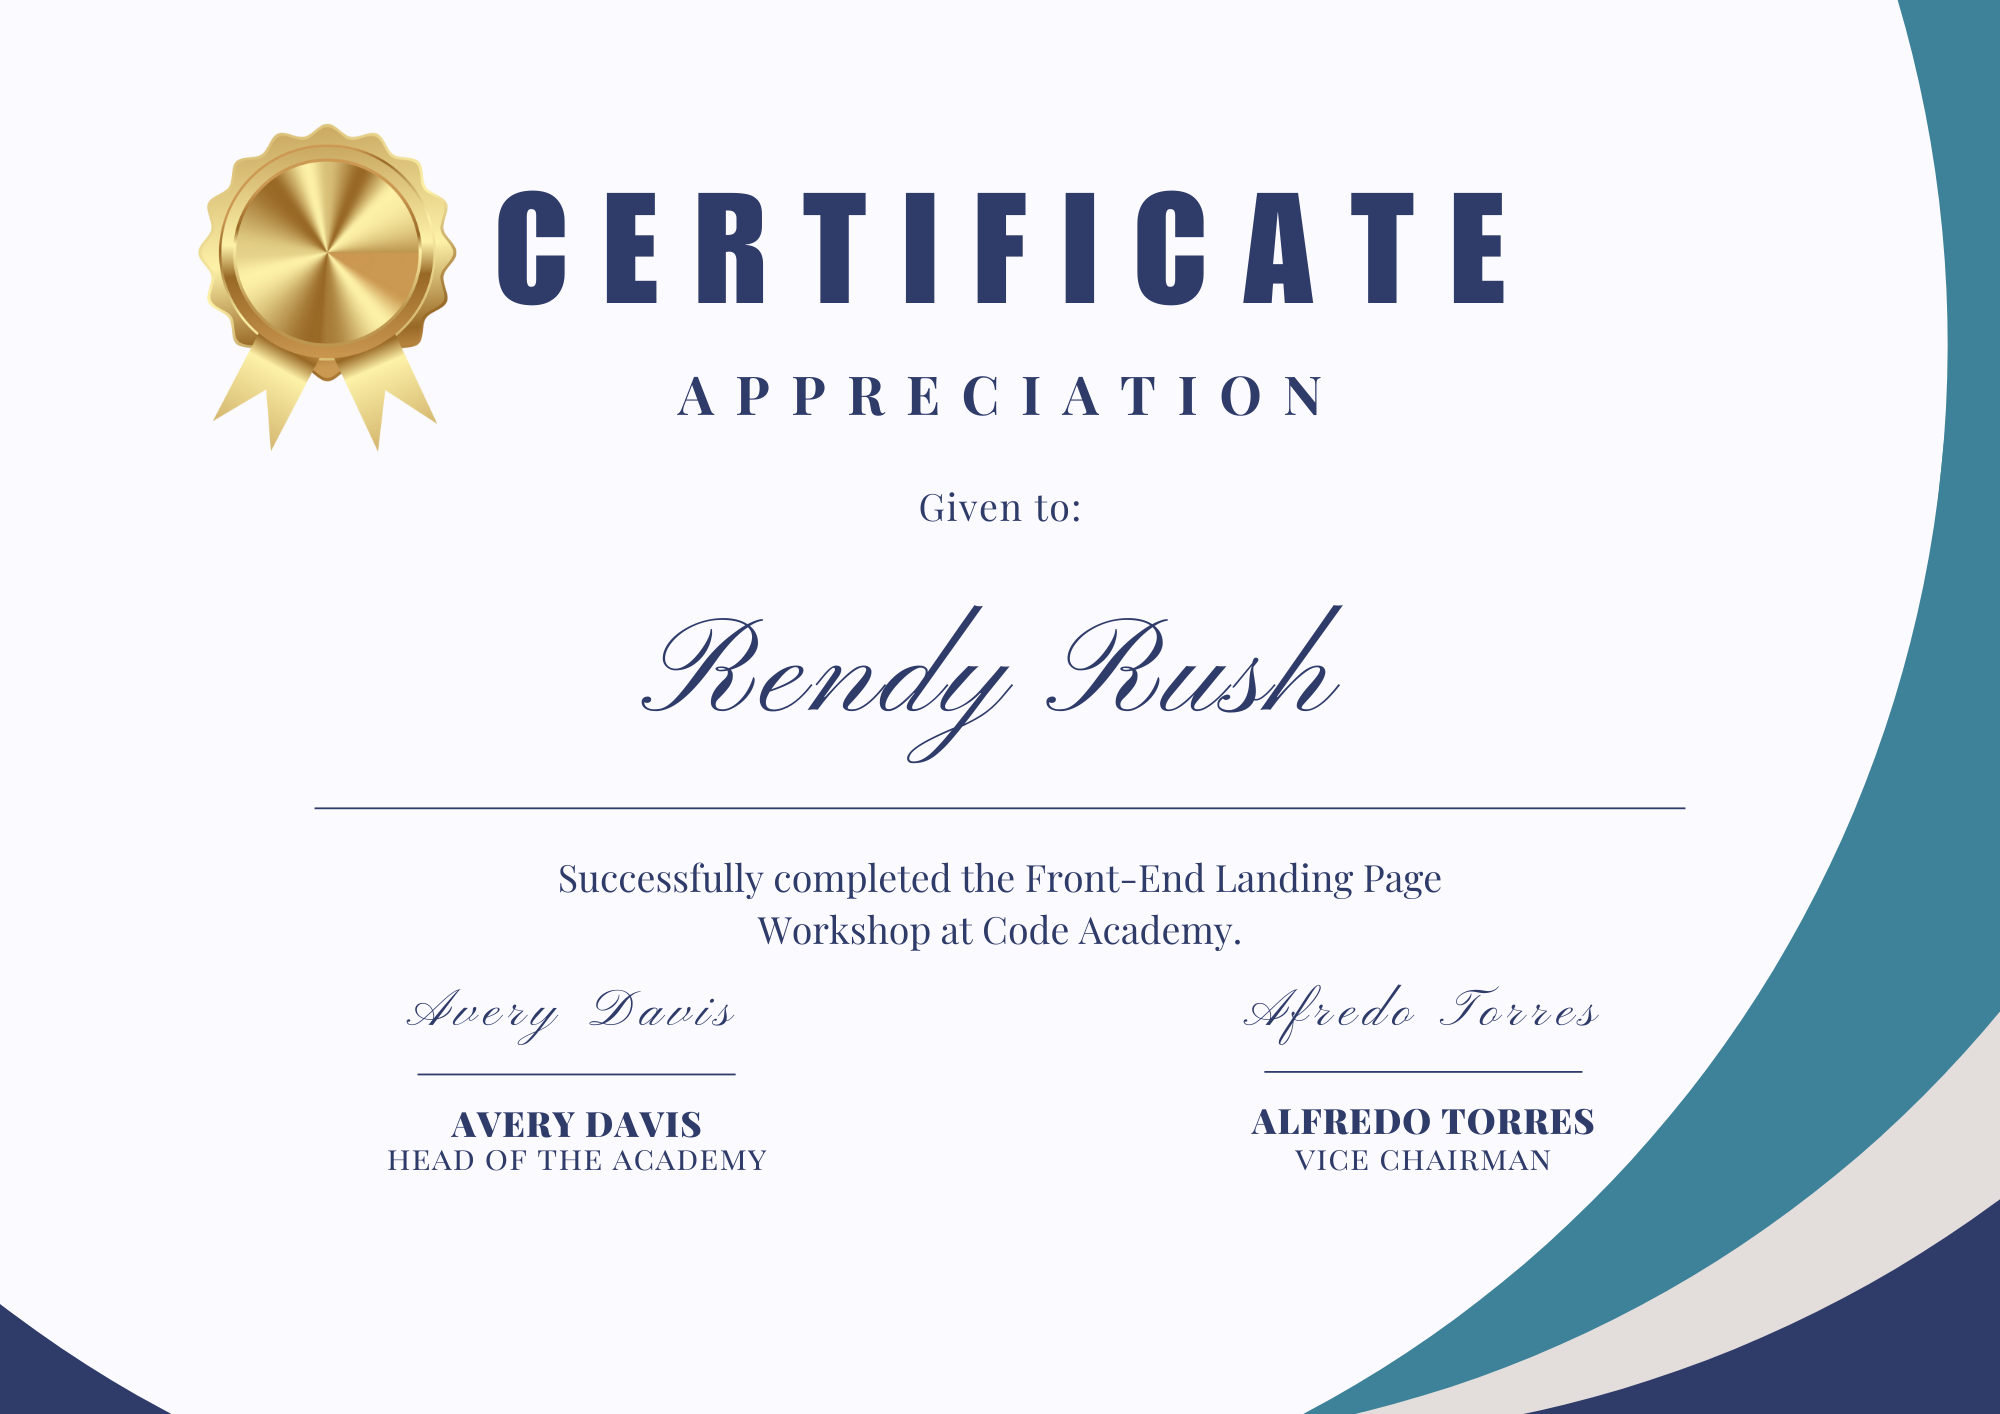 CERTIFICATE
APPRECIATION
Given to:
Rendy Rush
Successfully completed the Front-End Landing Page
Workshop at Code Academy.
Avery Davis
Afredo Torres
AVERY DAVIS
HEAD OF THE ACADEMY
ALFREDO TORRES
VICE CHAIRMAN